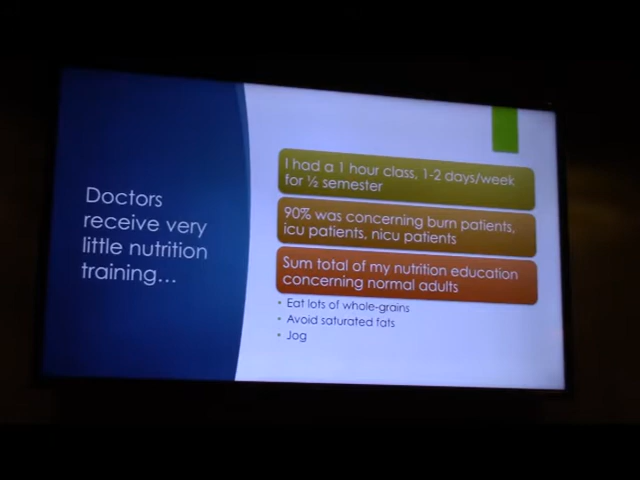 Doctors
receive very
little nutrition
training...
I had a 1 hour class, 1-2 days/week
for ½ semester
90% was concerning burn patients,
icu patients, nicu patients
Sum total of my nutrition education
concerning normal adults
• Eat lots of whole-grains
• Avoid saturated fats
• Jog